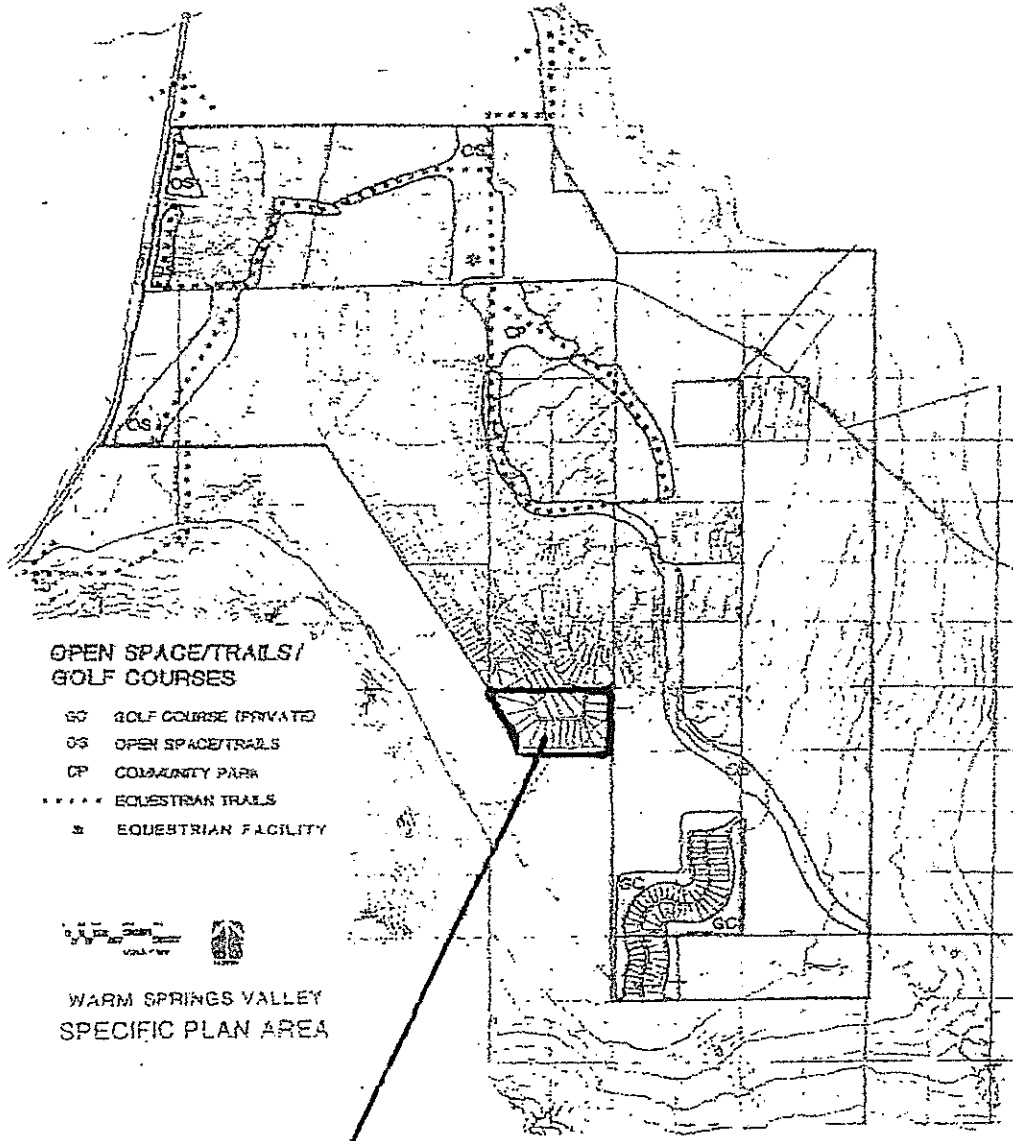 OS
OS
CP
OS
OPEN SPACE/TRAILS/
GOLF COURSES
GC GOLF COURSE (PRIVATE)
OS OPEN SPACE/TRAILS
CP COMMUNITY PARK
EQUESTRIAN TRAILS
EQUESTRIAN FACILITY
OS
GC
GC
WARM SPRINGS VALLEY
SPECIFIC PLAN AREA